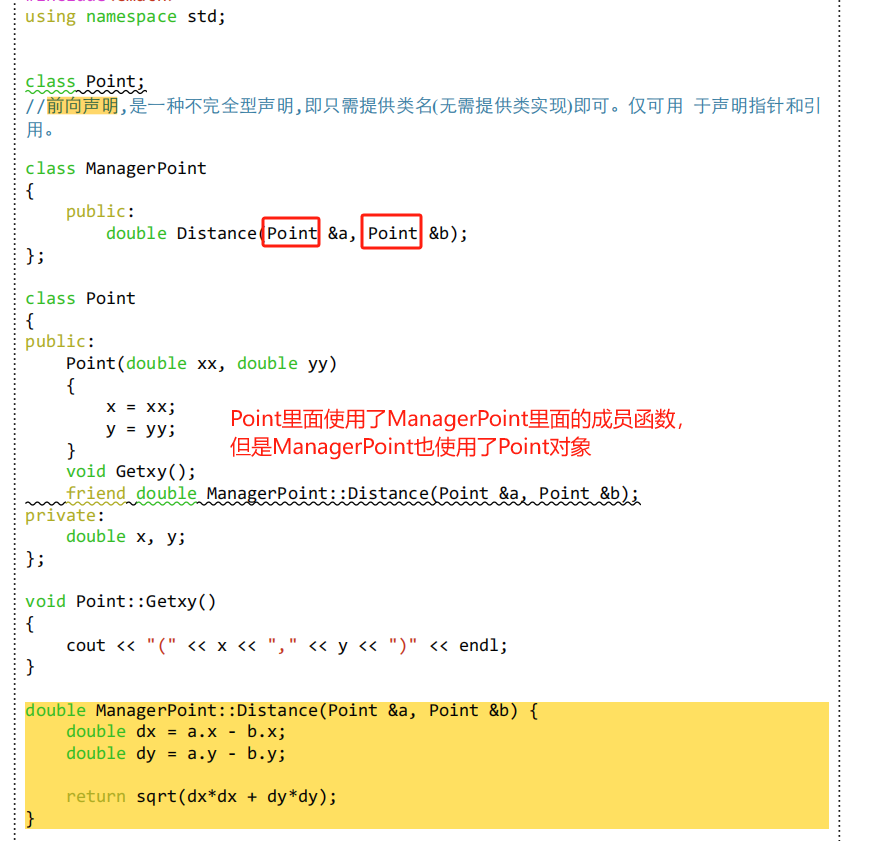 using namespace std;
class Point;
//前向声明,是一种不完全型声明,即只需提供类名(无需提供类实现)即可。仅可用 于声明指针和引
用。
class ManagerPoint
{
public:
double Distance(Point &a, Point &b);
};
class Point
{
public:
Point(double xx, double yy)
{
x = xx;
y = yy;
}
Point里面使用了ManagerPoint里面的成员函数,
但是ManagerPoint也使用了Point对象
void Getxy();
friend double ManagerPoint::Distance(Point &a, Point &b);
private:
double x, y;
};
void Point::Getxy()
{
cout << "(" << x << "," << y << ")" << endl;
}
double ManagerPoint::Distance(Point &a, Point &b) {
double dx = a.x - b.x;
double dy = a.y - b.y;
return sqrt(dx*dx + dy*dy);
}